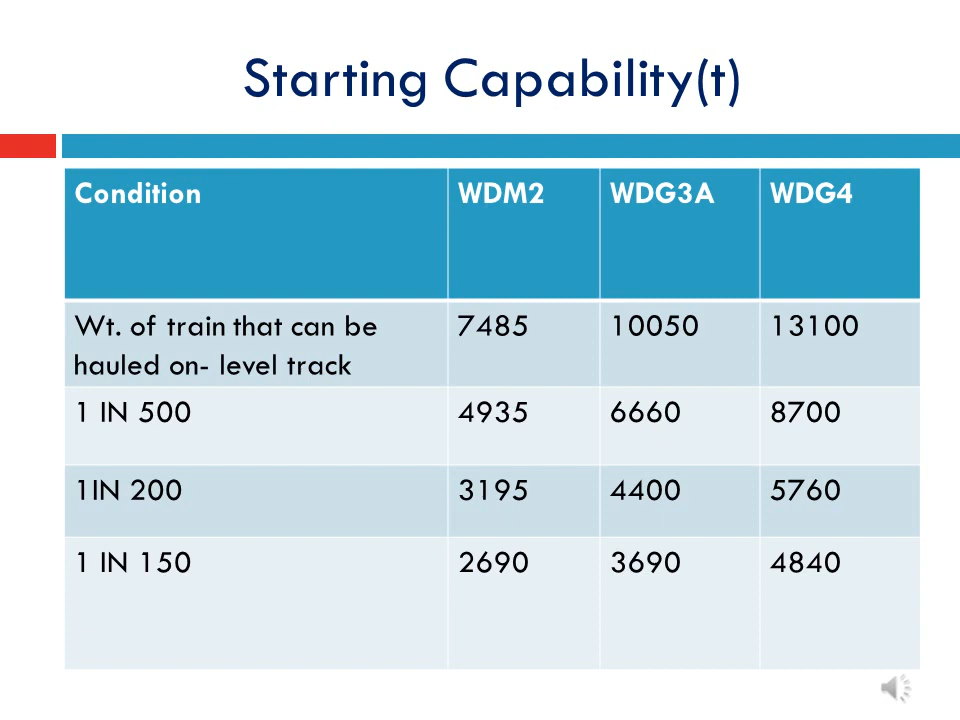 Starting Capability(t)
Condition WDM2 WDG3A WDG4
Wt. of train that can be 7485 10050 13100
hauled on- level track
1 IN 500 4935 6660 8700
1IN 200 3195 4400 5760
1 IN 150 2690 3690 4840